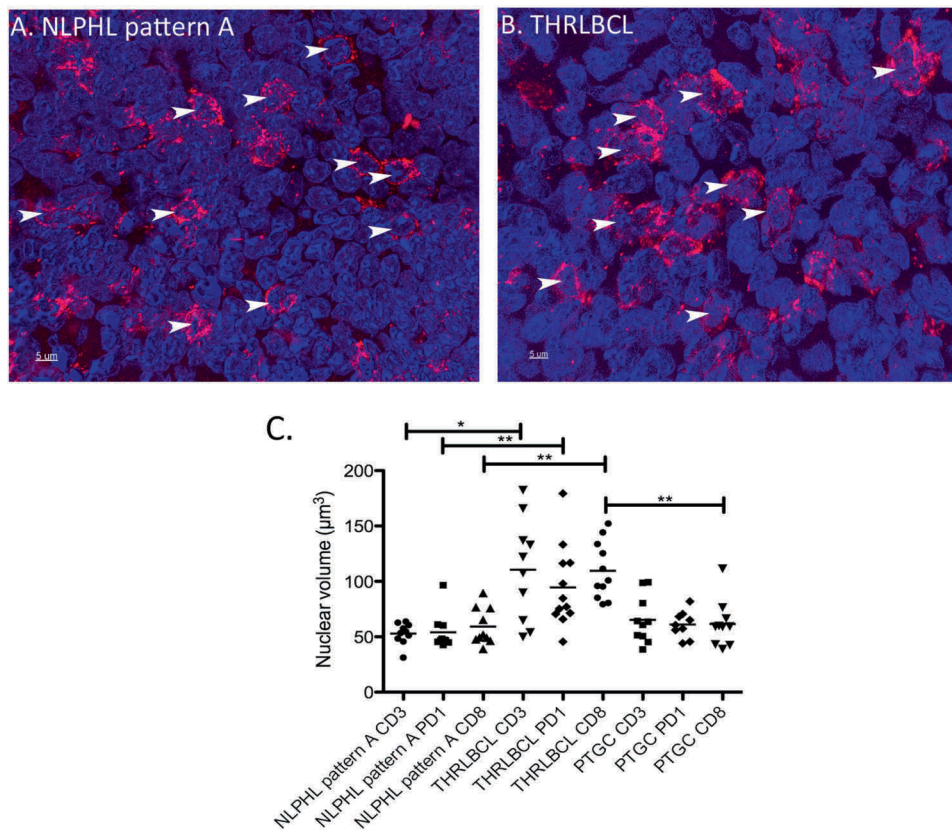 A. NLPHL pattern A
B. THRLBCL
5 um
5 um
C.
*
**
**
**
Nuclear volume (µm³)
200
150
100
50
0
NLPHL pattern A CD3
NLPHL pattern A PD1
NLPHL pattern A CD8
THRLBCL CD3
THRLBCL PD1
THRLBCL CD8
PTGC CD3
PTGC PD1
PTGC CD8